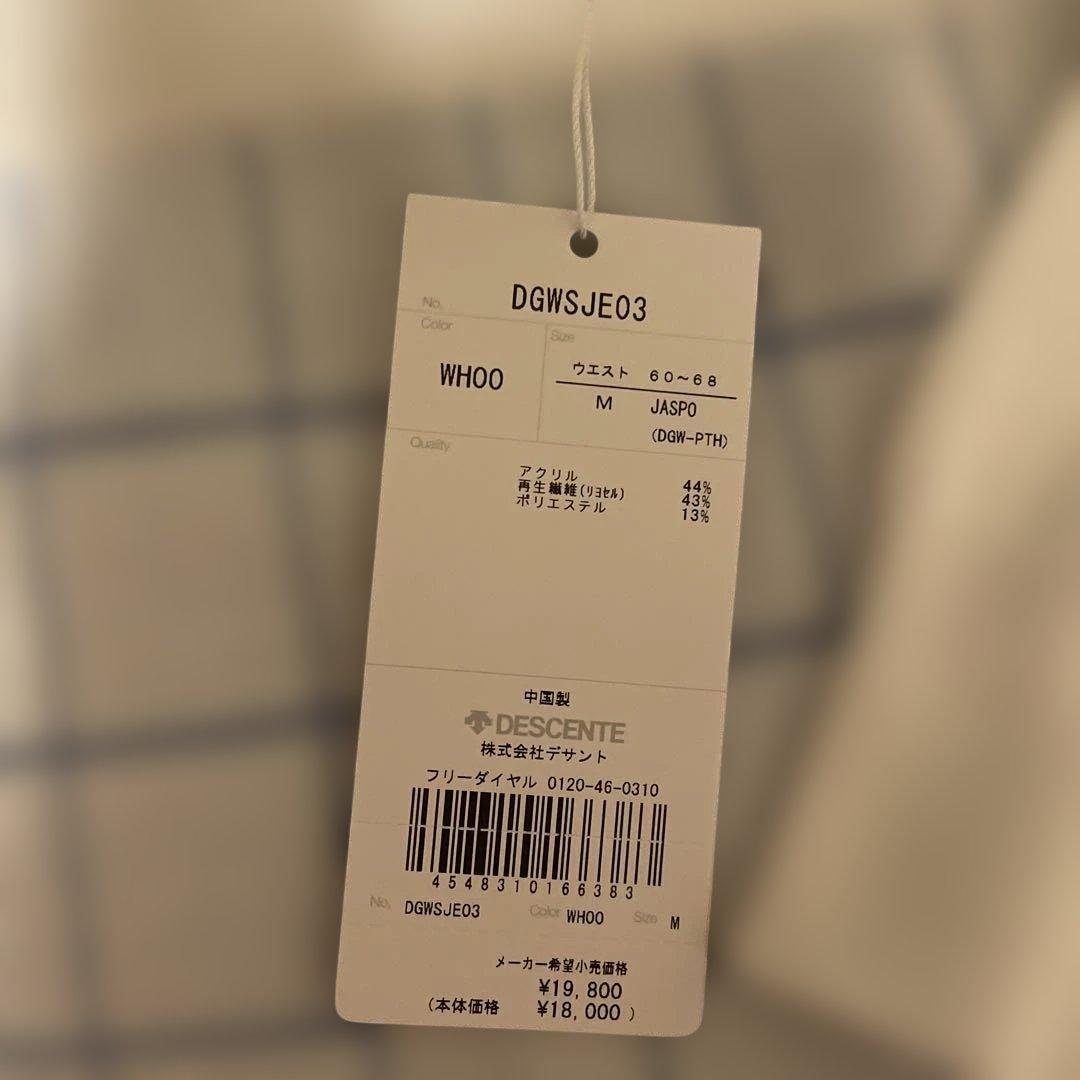 No. DGWSJE03
Color
WH00
Size
ウエスト 60~68
M JASPO
(DGW-PTH)
Quality
アクリル 44%
再生繊維(リヨセル) 43%
ポリエステル 13%
中国製
DESCENTE
株式会社デサント
フリーダイヤル 0120-46-0310
4548310166383
No. DGWSJE03 Color WH00 Size M
メーカー希望小売価格
¥19,800
(本体価格 ¥18,000)